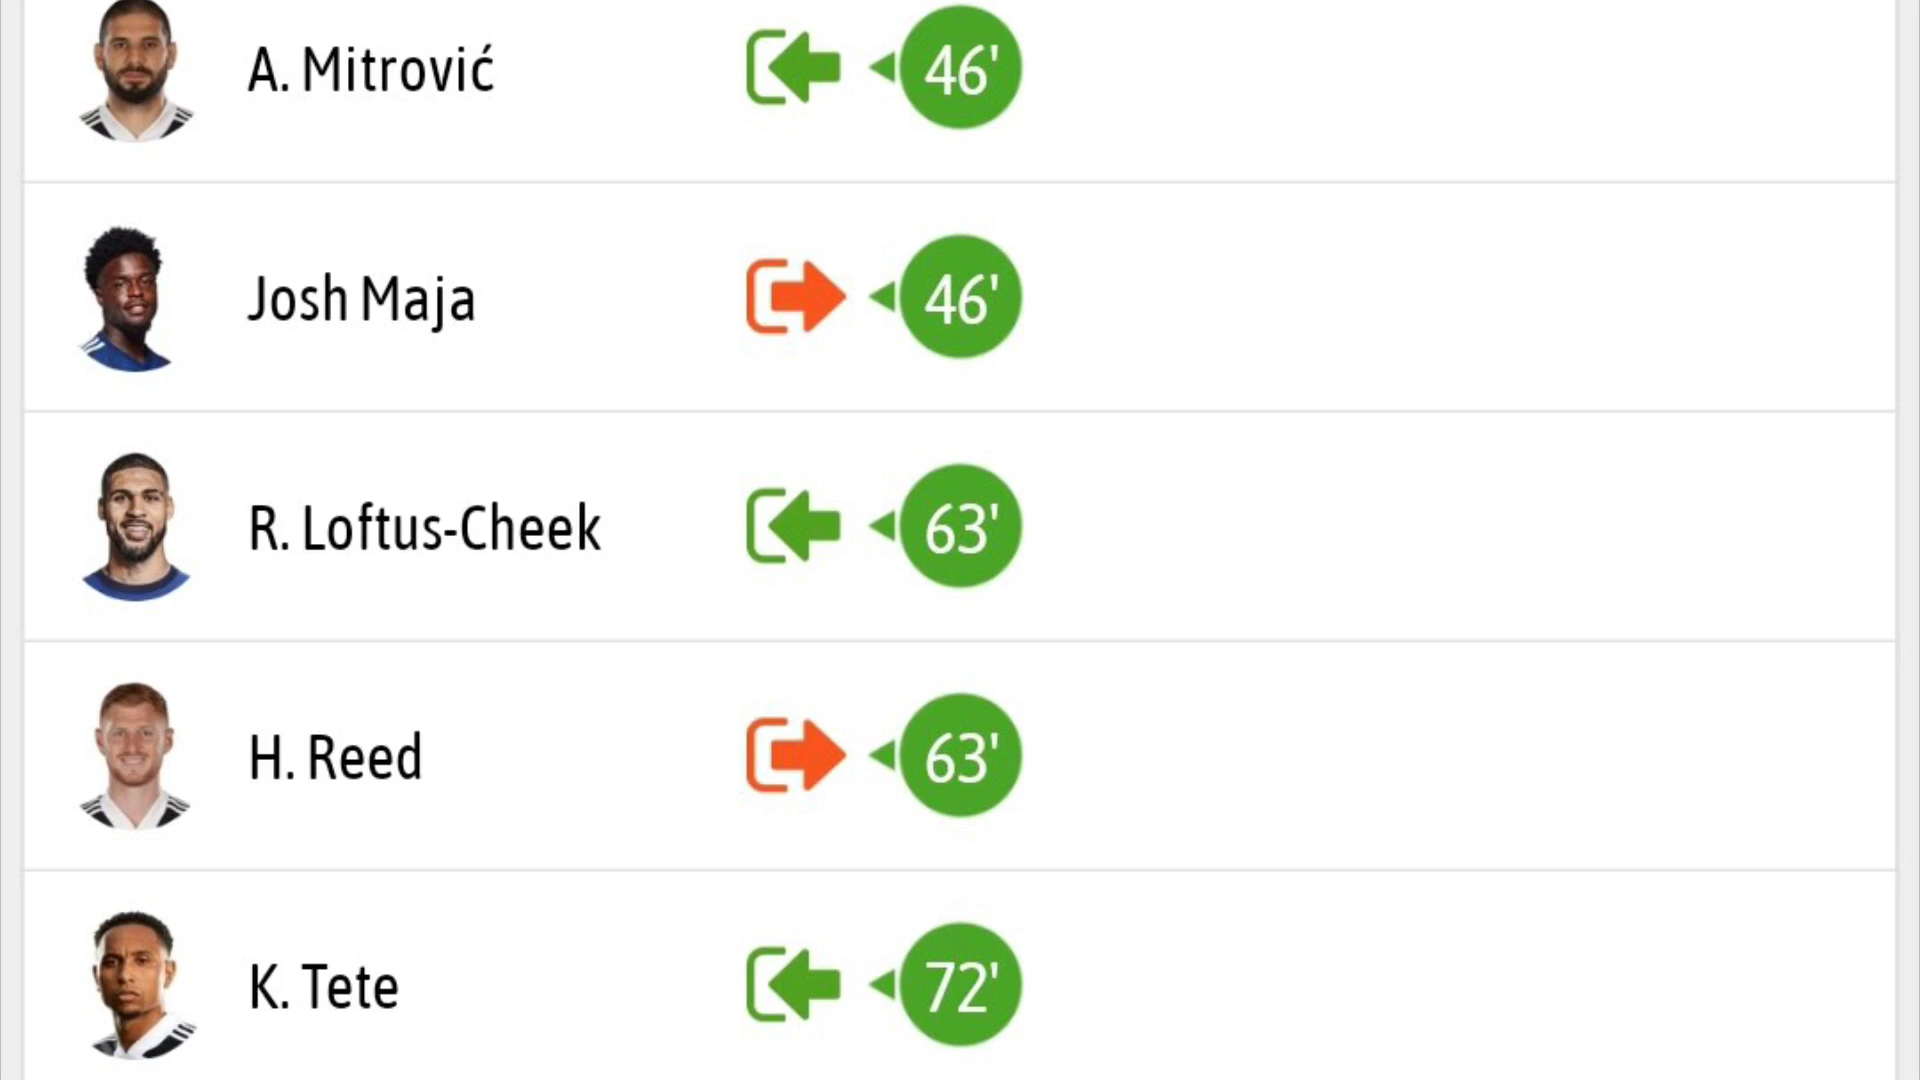 A. Mitrović 46'
Josh Maja 46'
R. Loftus-Cheek 63'
H. Reed 63'
K. Tete 72'